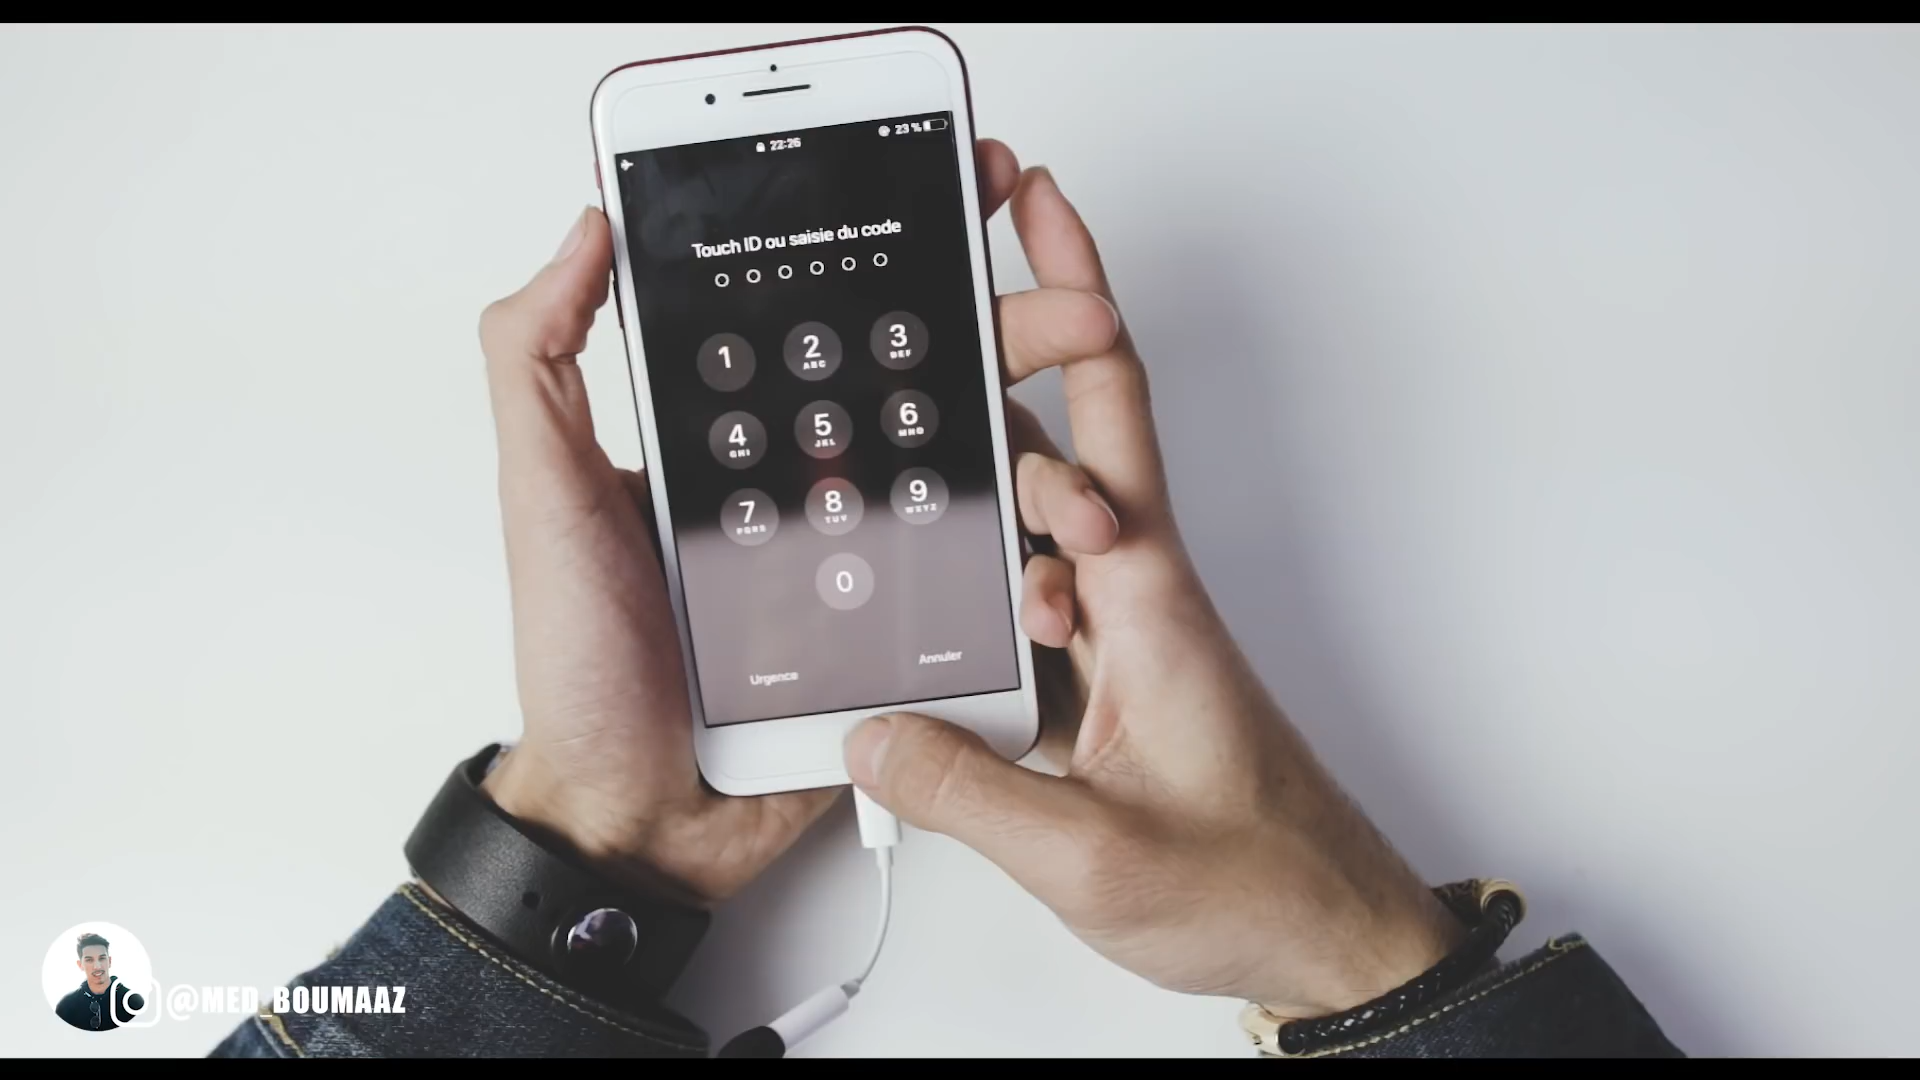 22:26
23 %
Touch ID ou saisie du code
1
2
ABC
3
DEF
4
GHI
5
JKL
6
MNO
7
PQRS
8
TUV
9
WXYZ
0
Urgence
Annuler
@MED_BOUMAAZ